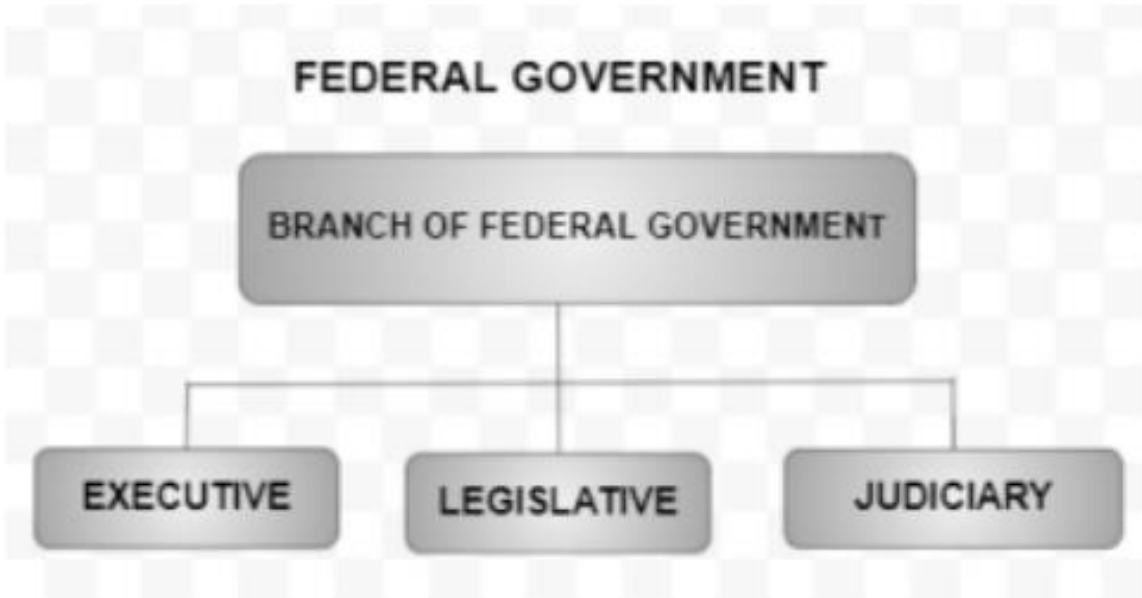 FEDERAL GOVERNMENT
BRANCH OF FEDERAL GOVERNMENT
EXECUTIVE
LEGISLATIVE
JUDICIARY